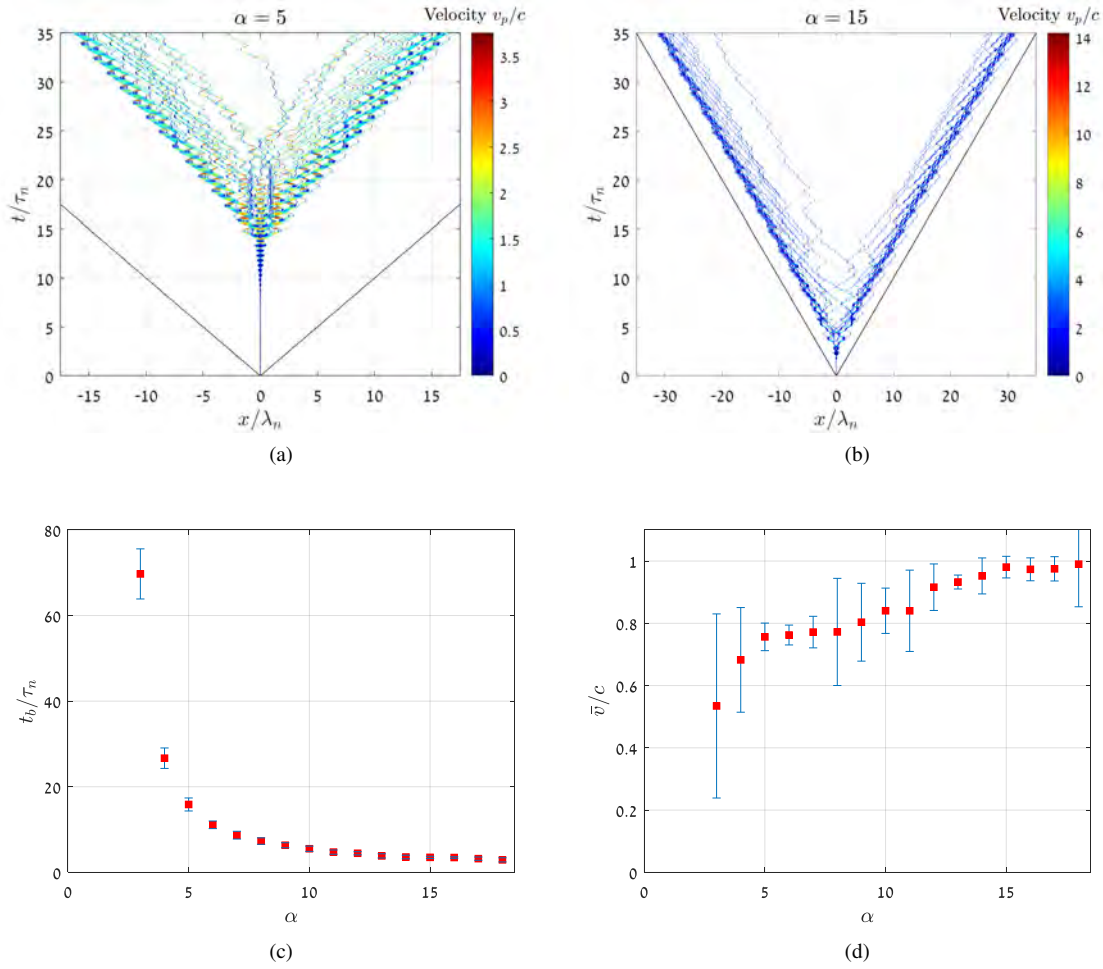 α = 5
Velocity v_p/c
t/τ_n
35
30
25
20
15
10
5
0
3.5
3
2.5
2
1.5
1
0.5
0
-15 -10 -5 0 5 10 15
x/λ_n
(a)
α = 15
Velocity v_p/c
t/τ_n
35
30
25
20
15
10
5
0
14
12
10
8
6
4
2
0
-30 -20 -10 0 10 20 30
x/λ_n
(b)
t_b/τ_n
80
60
40
20
0
0 5 10 15
α
(c)
v̄/c
1
0.8
0.6
0.4
0.2
0
0 5 10 15
α
(d)